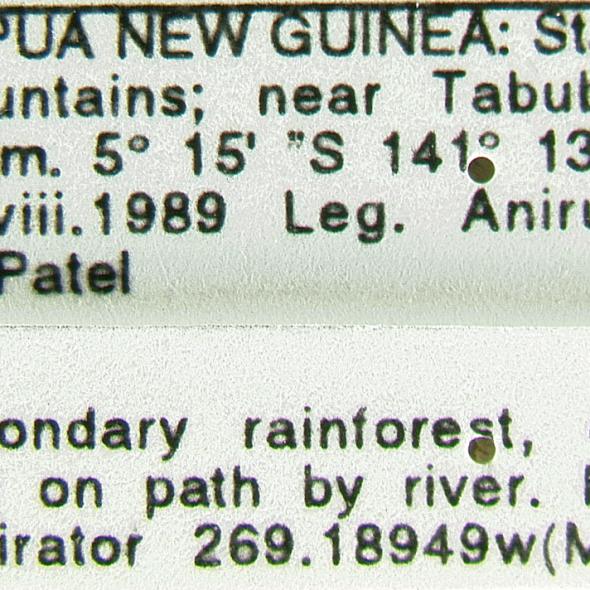 PUA NEW GUINEA: St.
untains; near Tabub
m. 5° 15' "S 141° 13
viii.1989 Leg. Aniru
Patel
ondary rainforest,
on path by river.
irator 269.18949w(M